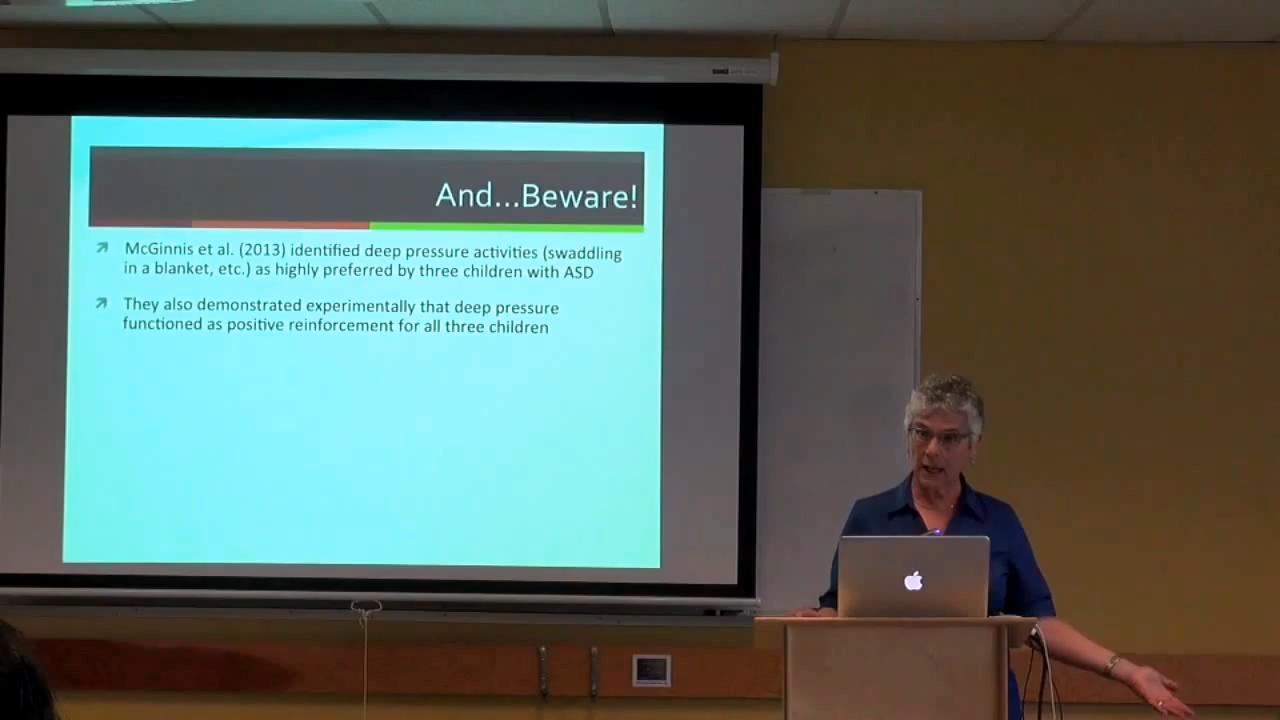 And...Beware!
McGinnis et al. (2013) identified deep pressure activities (swaddling
in a blanket, etc.) as highly preferred by three children with ASD
They also demonstrated experimentally that deep pressure
functioned as positive reinforcement for all three children